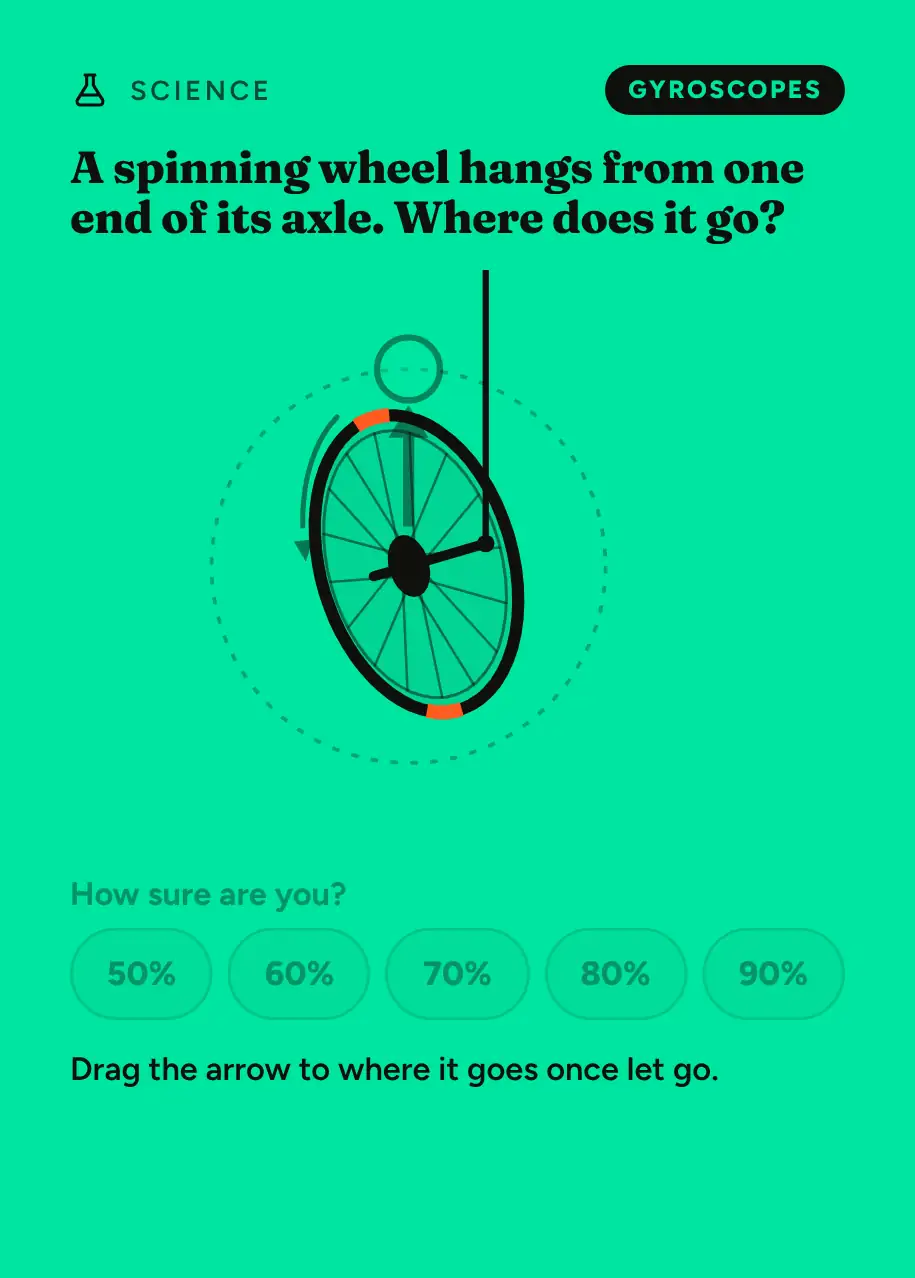 SCIENCE
GYROSCOPES
A spinning wheel hangs from one
end of its axle. Where does it go?
How sure are you?
50% 60% 70% 80% 90%
Drag the arrow to where it goes once let go.